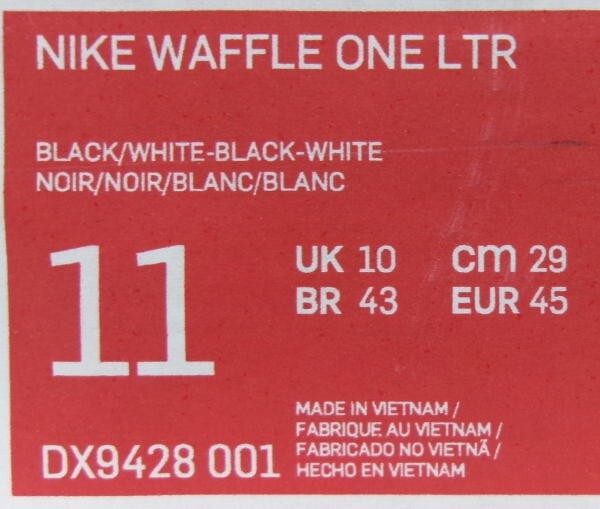 NIKE WAFFLE ONE LTR
BLACK/WHITE-BLACK-WHITE
NOIR/NOIR/BLANC/BLANC
11
UK 10 cm 29
BR 43 EUR 45
MADE IN VIETNAM /
FABRIQUE AU VIETNAM /
FABRICADO NO VIETNÃ /
HECHO EN VIETNAM
DX9428 001